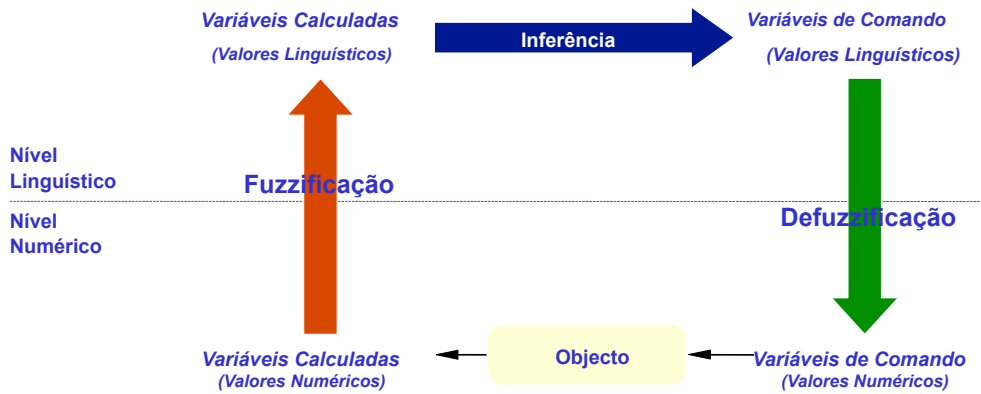 Variáveis Calculadas
(Valores Linguísticos)
Inferência
Variáveis de Comando
(Valores Linguísticos)
Nível
Linguístico
Fuzzificação
Nível
Numérico
Defuzzificação
Variáveis Calculadas
(Valores Numéricos)
Objecto
Variáveis de Comando
(Valores Numéricos)